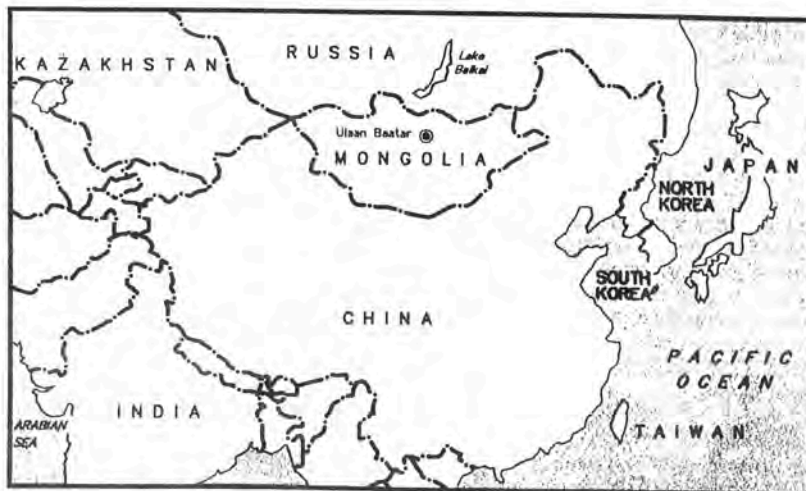 RUSSIA
Lake
Baikal
KAZAKHSTAN
Ulaan Baatar
MONGOLIA
JAPAN
NORTH
KOREA
SOUTH
KOREA
CHINA
PACIFIC
OCEAN
INDIA
ARABIAN
SEA
TAIWAN